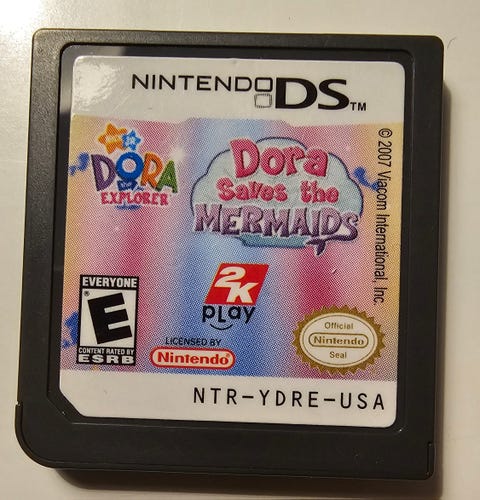 NINTENDO DS TM
© 2007 Viacom International, Inc.
DORA
the
EXPLORER
Dora
Saves the
MERMAIDS
2K
play
EVERYONE
E
®
CONTENT RATED BY
ESRB
LICENSED BY
Nintendo®
Official
Nintendo
Seal
NTR-YDRE-USA